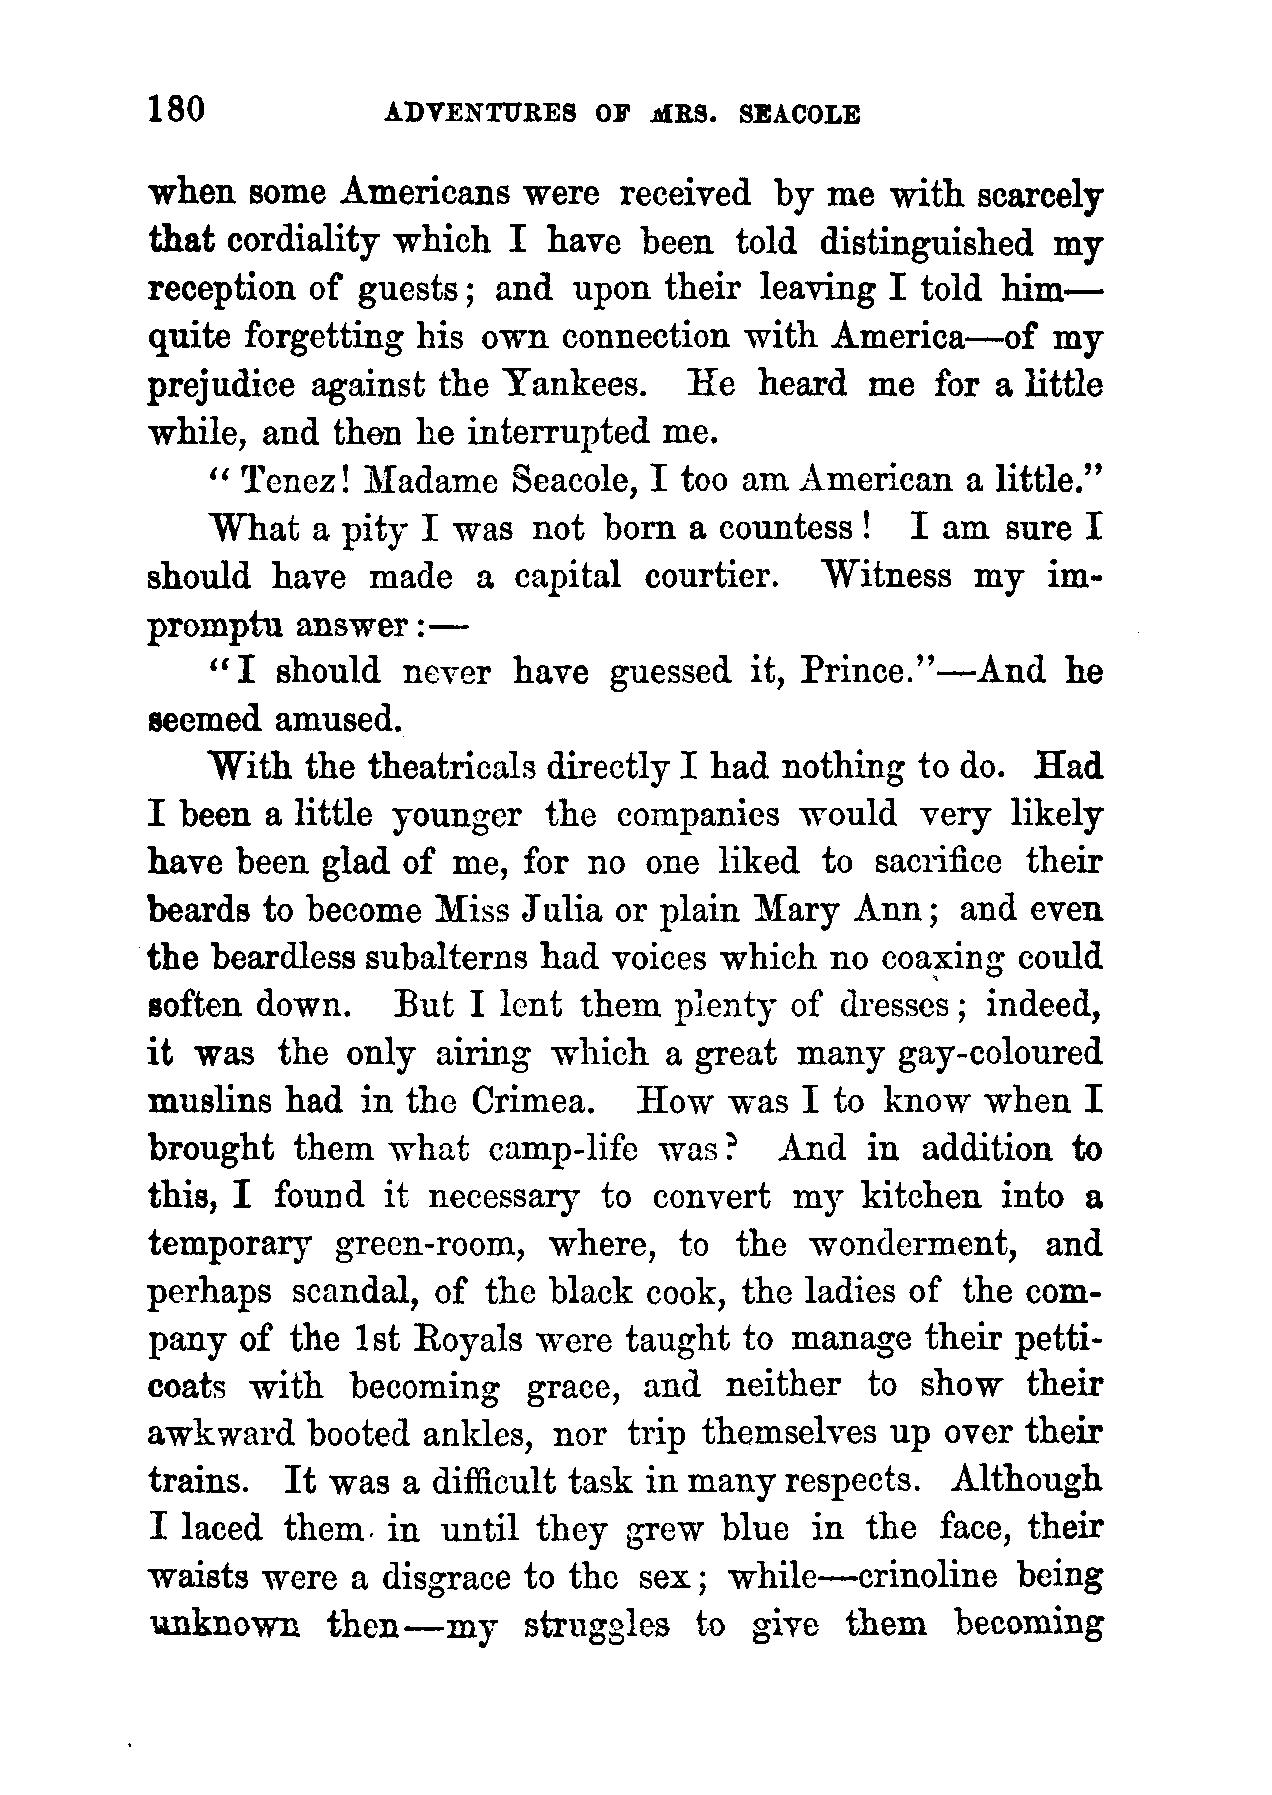 180 ADVENTURES OF MRS. SEACOLE
when some Americans were received by me with scarcely
that cordiality which I have been told distinguished my
reception of guests; and upon their leaving I told him—
quite forgetting his own connection with America—of my
prejudice against the Yankees. He heard me for a little
while, and then he interrupted me.
“ Tenez! Madame Seacole, I too am American a little.”
What a pity I was not born a countess! I am sure I
should have made a capital courtier. Witness my im-
promptu answer:—
“I should never have guessed it, Prince.”—And he
seemed amused.
With the theatricals directly I had nothing to do. Had
I been a little younger the companies would very likely
have been glad of me, for no one liked to sacrifice their
beards to become Miss Julia or plain Mary Ann; and even
the beardless subalterns had voices which no coaxing could
soften down. But I lent them plenty of dresses; indeed,
it was the only airing which a great many gay-coloured
muslins had in the Crimea. How was I to know when I
brought them what camp-life was? And in addition to
this, I found it necessary to convert my kitchen into a
temporary green-room, where, to the wonderment, and
perhaps scandal, of the black cook, the ladies of the com-
pany of the 1st Royals were taught to manage their petti-
coats with becoming grace, and neither to show their
awkward booted ankles, nor trip themselves up over their
trains. It was a difficult task in many respects. Although
I laced them in until they grew blue in the face, their
waists were a disgrace to the sex; while—crinoline being
unknown then—my struggles to give them becoming